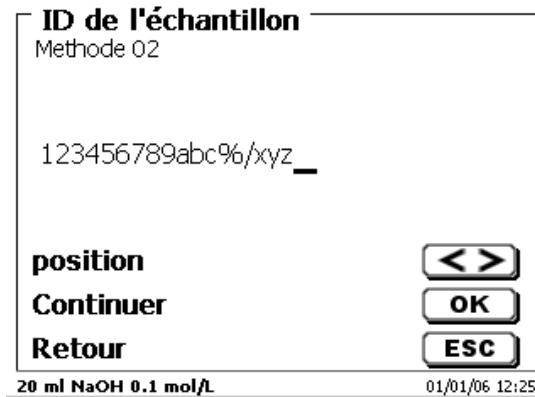 ID de l'échantillon
Methode 02
123456789abc%/xyz_
position < >
Continuer OK
Retour ESC
20 ml NaOH 0.1 mol/L 01/01/06 12:25